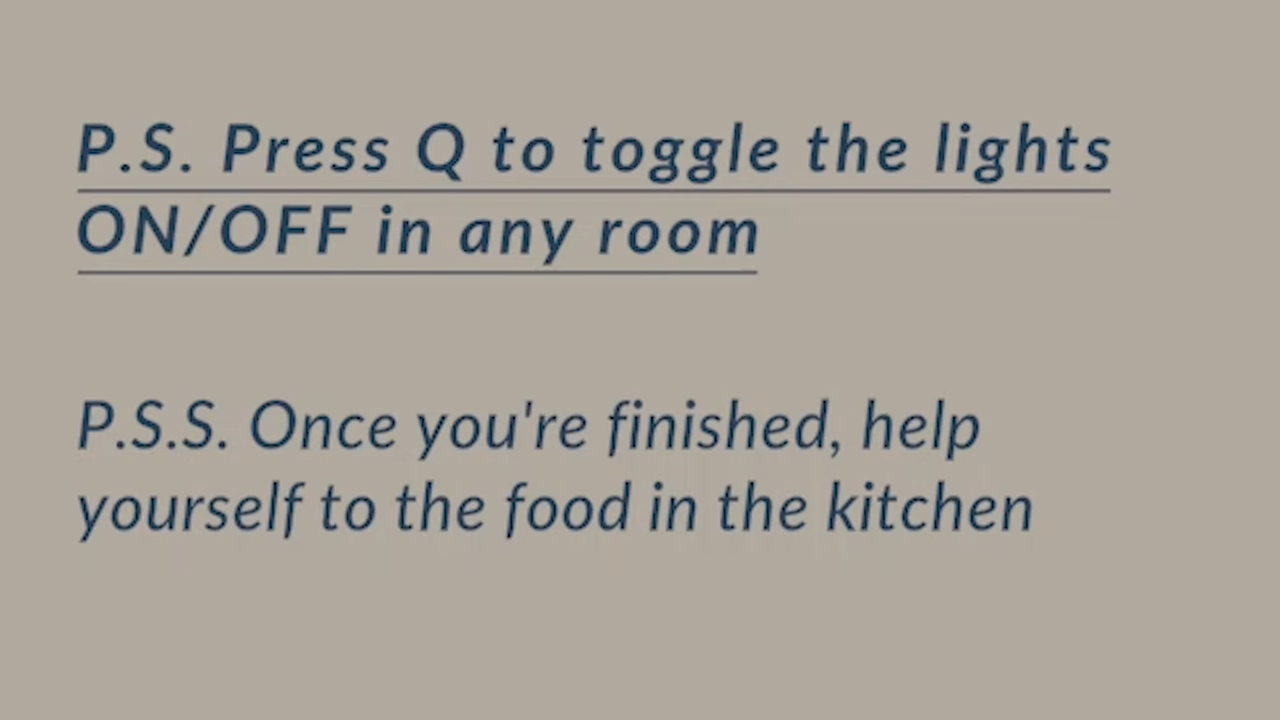 P.S. Press Q to toggle the lights
ON/OFF in any room
P.S.S. Once you're finished, help
yourself to the food in the kitchen